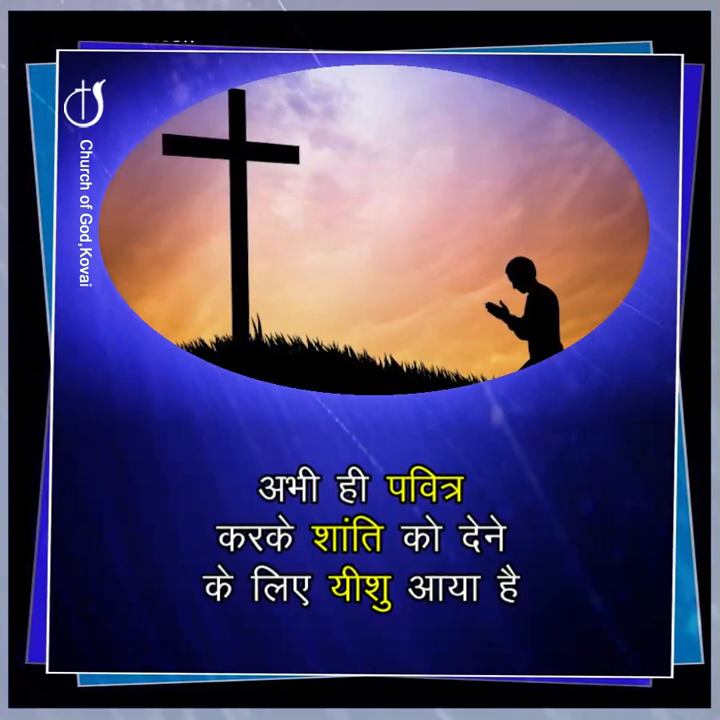 Church of God,Kovai
अभी ही पवित्र
करके शांति को देने
के लिए यीशु आया है